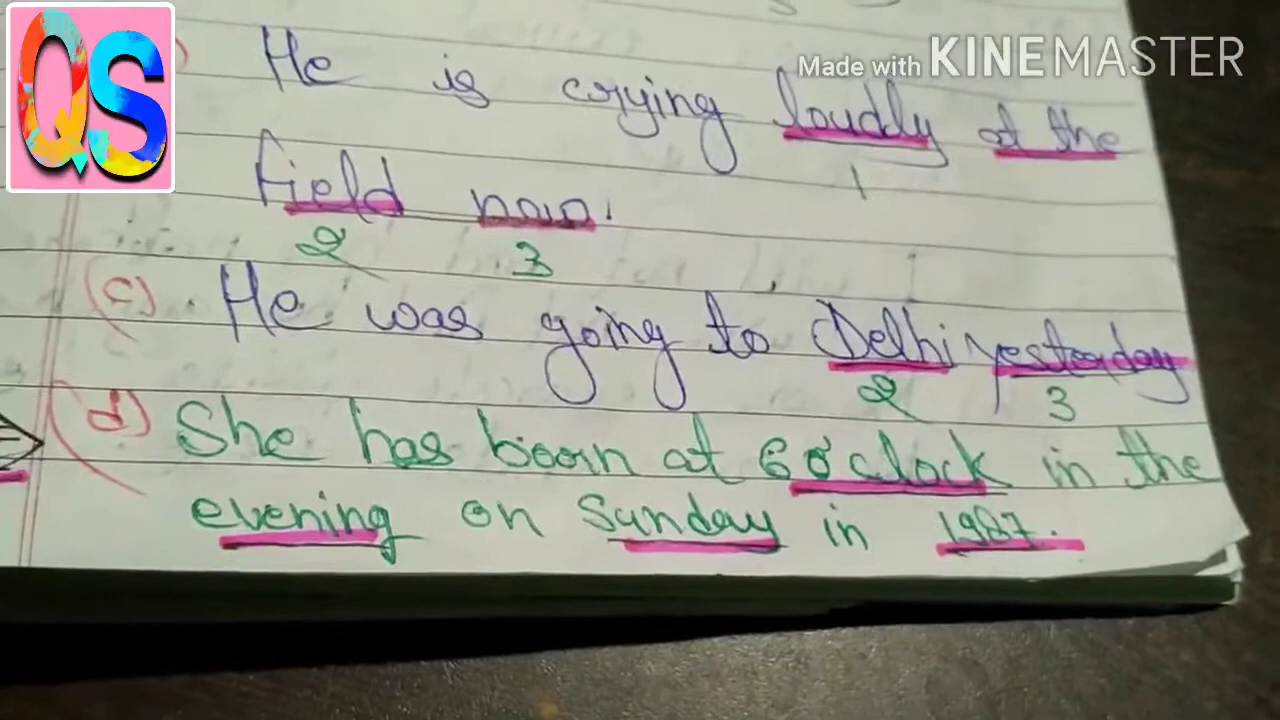 QS
Made with KINEMASTER
) He is crying loudly at the
1
field now.
2 3
(c) He was going to Delhi yesterday
2 3
(d) She has born at 6 o'clock in the
evening on Sunday in 1987.